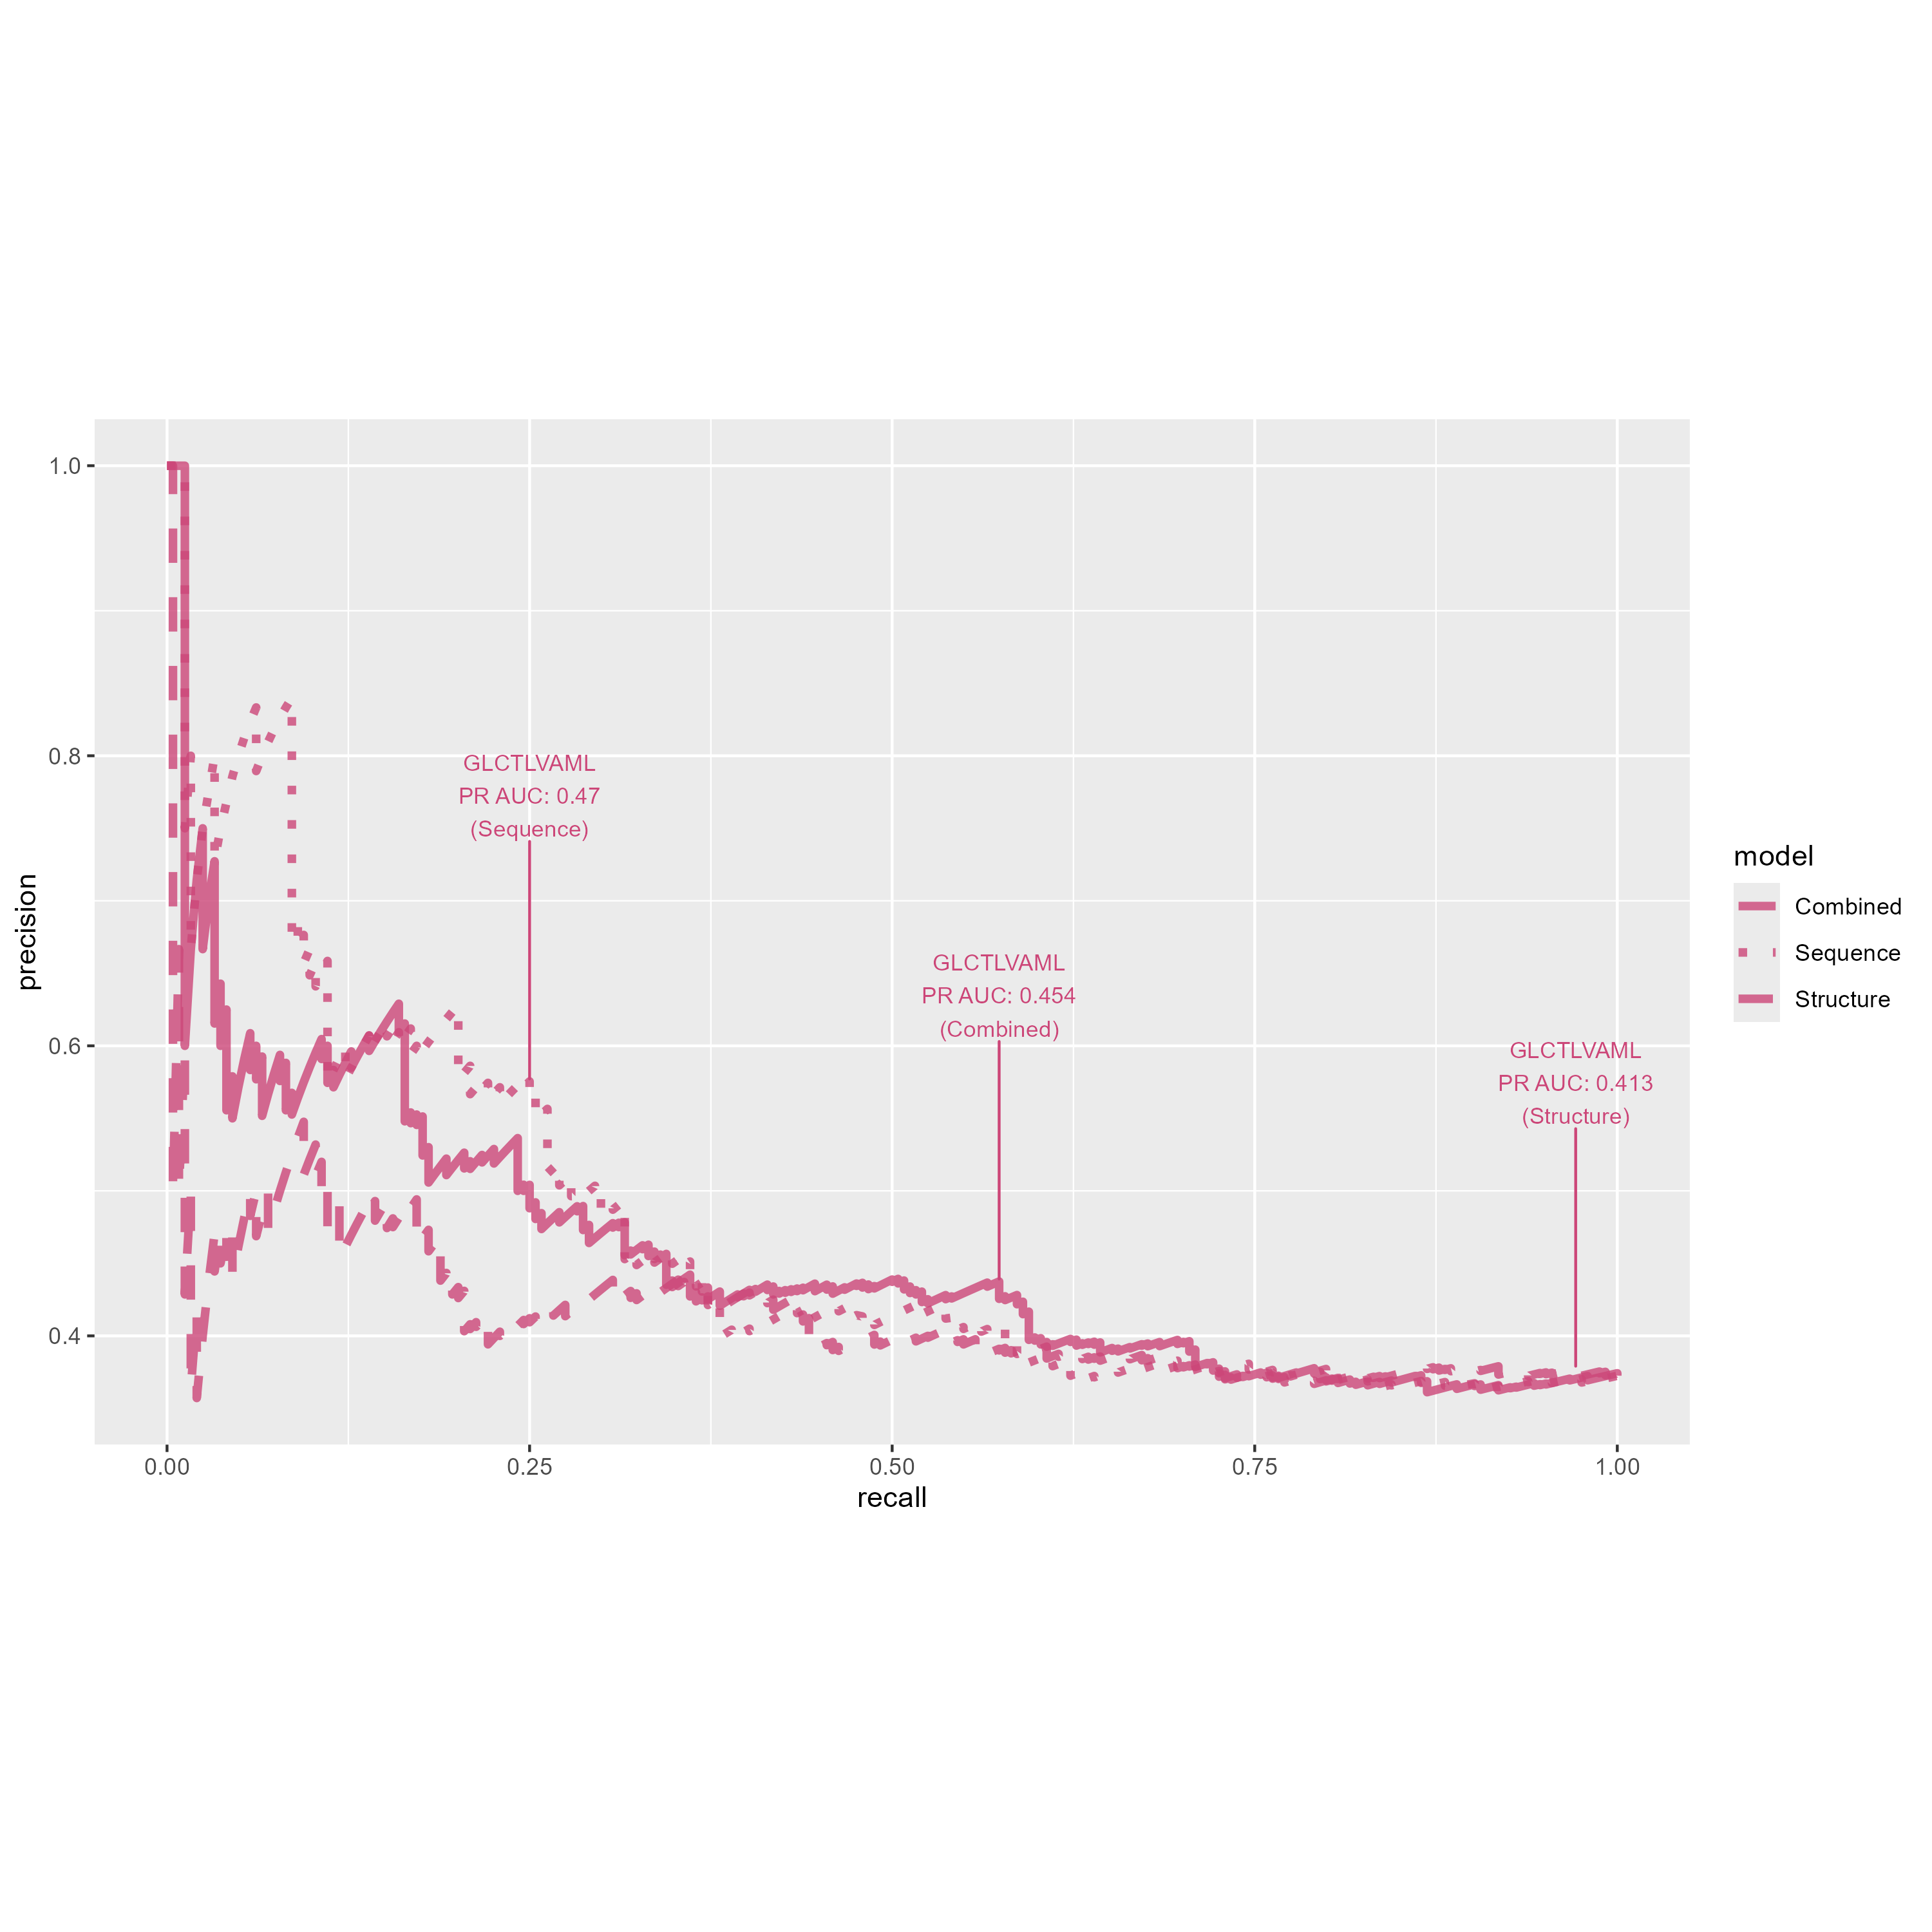 1.0
0.8
0.6
0.4
precision
GLCTLVAML
PR AUC: 0.47
(Sequence)
GLCTLVAML
PR AUC: 0.454
(Combined)
GLCTLVAML
PR AUC: 0.413
(Structure)
0.00
0.25
0.50
0.75
1.00
recall
model
Combined
Sequence
Structure